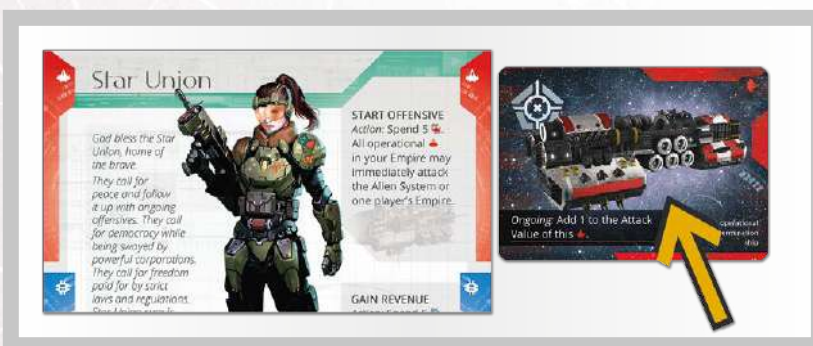 Star Union
God bless the Star
Union, home of
the brave.
They call for
peace and follow
it up with ongoing
offensives. They call
for democracy while
being swayed by
powerful corporations.
They call for freedom
paid for by strict
laws and regulations.
START OFFENSIVE
Action: Spend 5
All operational
in your Empire may
immediately attack
the Alien System or
one player's Empire.
GAIN REVENUE
Ongoing: Add 1 to the Attack
Value of this
operational
ship